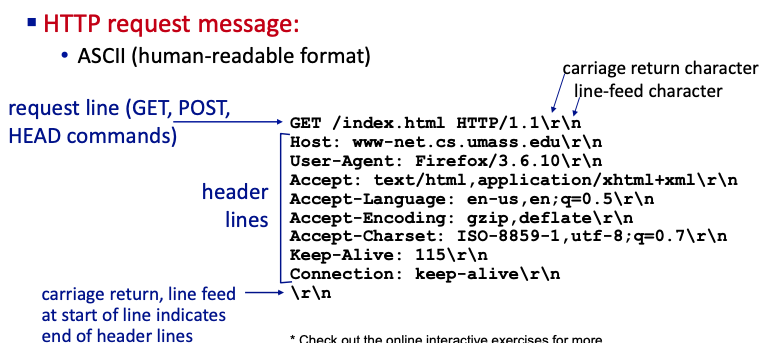 HTTP request message:
ASCII (human-readable format)
carriage return character
line-feed character
request line (GET, POST,
HEAD commands)
GET /index.html HTTP/1.1\r\n
Host: www-net.cs.umass.edu\r\n
User-Agent: Firefox/3.6.10\r\n
Accept: text/html,application/xhtml+xml\r\n
header
lines
Accept-Language: en-us,en;q=0.5\r\n
Accept-Encoding: gzip,deflate\r\n
Accept-Charset: ISO-8859-1,utf-8;q=0.7\r\n
Keep-Alive: 115\r\n
Connection: keep-alive\r\n
\r\n
carriage return, line feed
at start of line indicates
end of header lines
* Check out the online interactive exercises for more